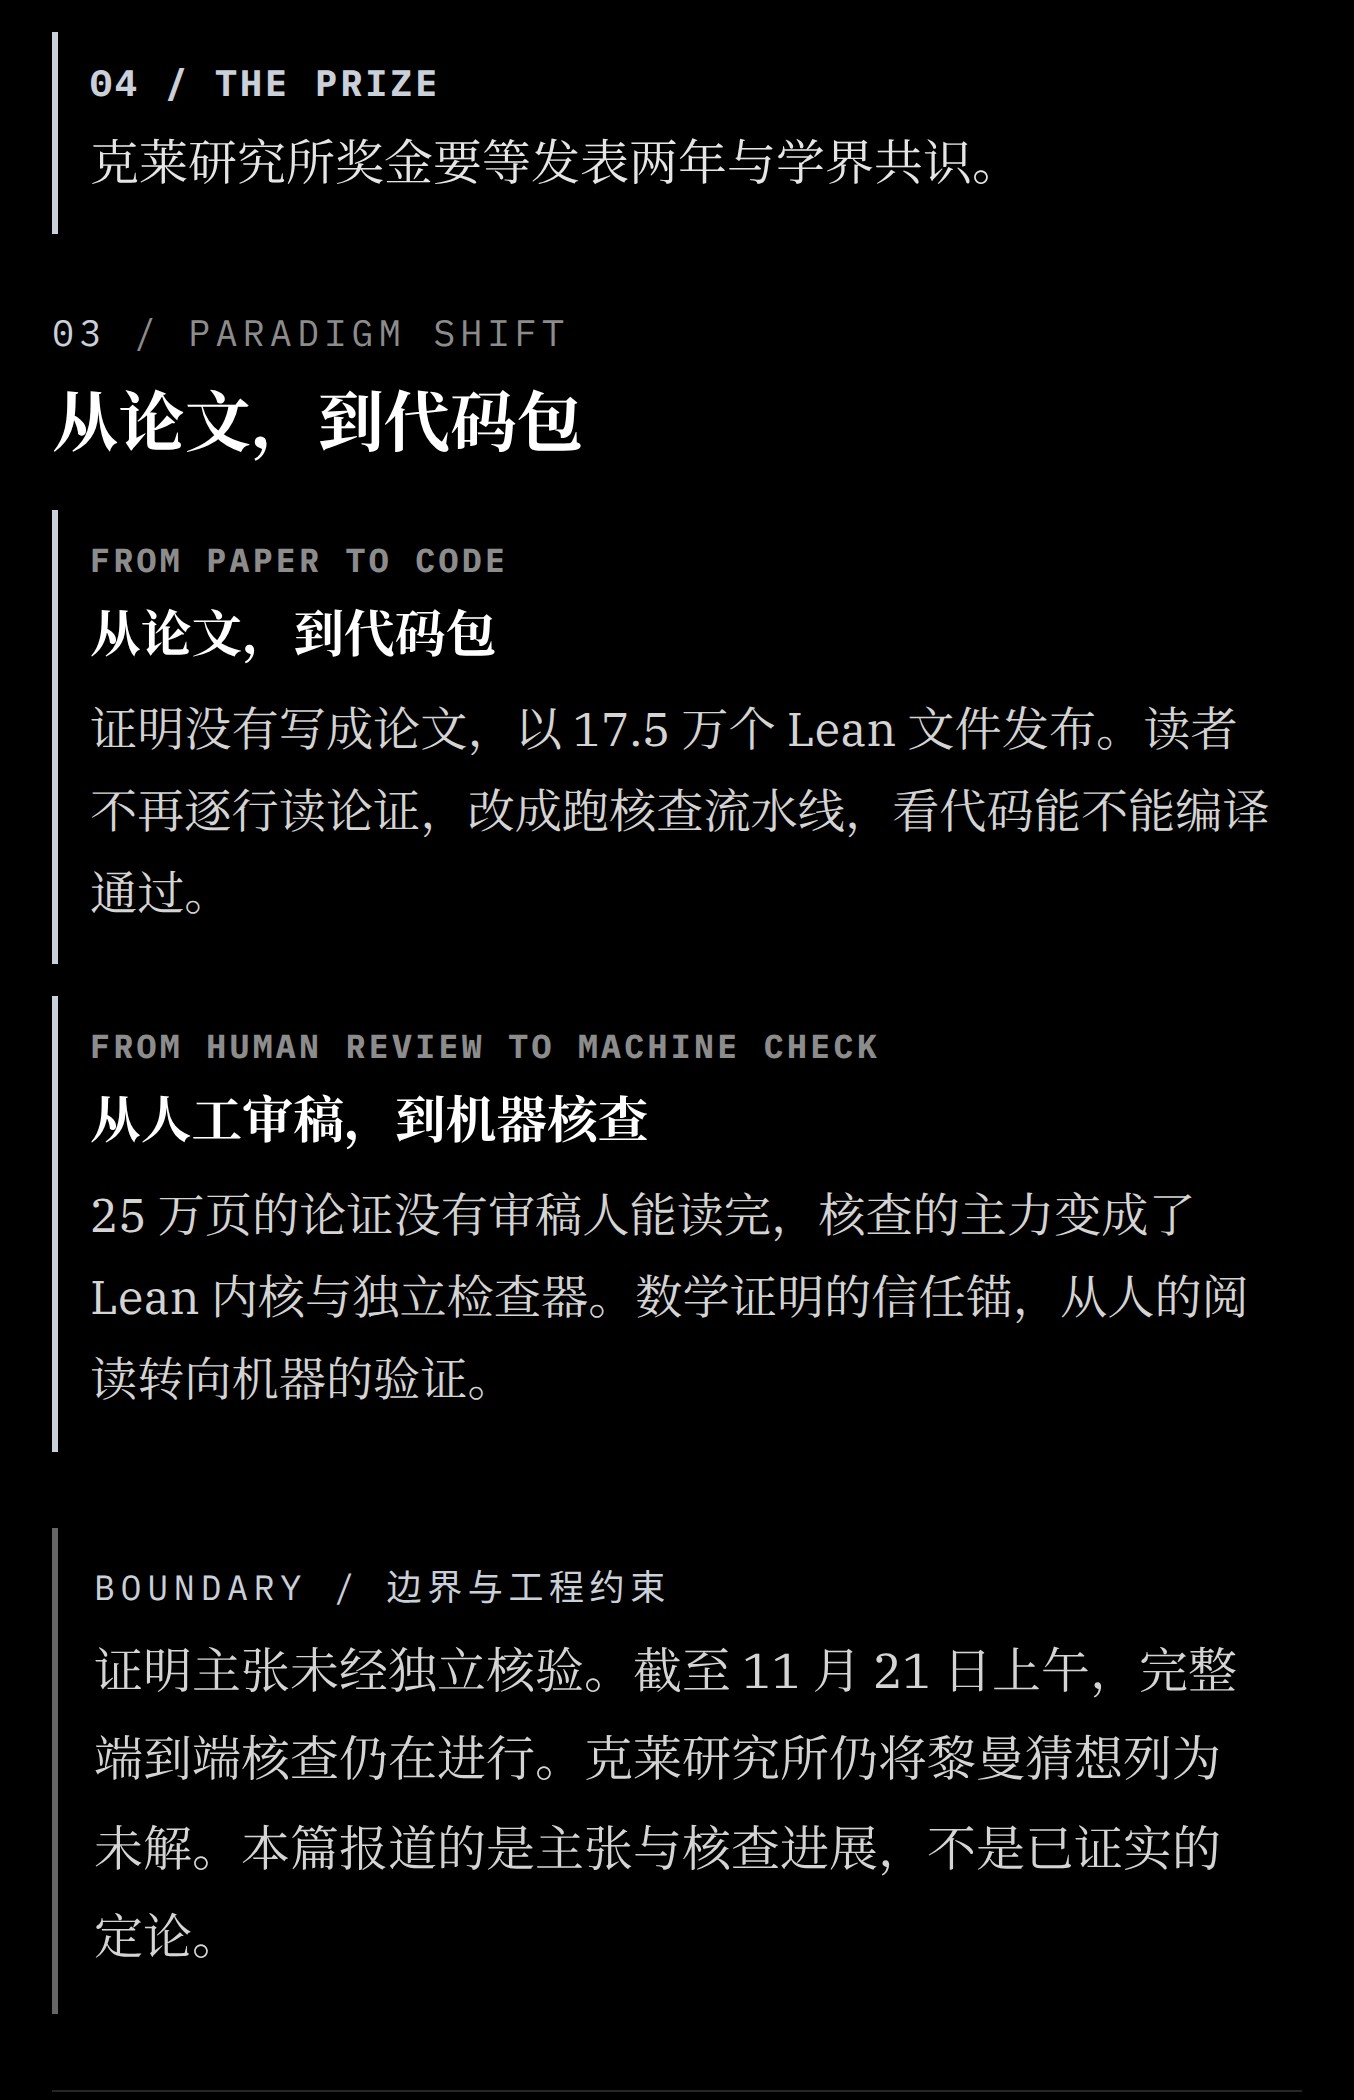 04 / THE PRIZE
克莱研究所奖金要等发表两年与学界共识。
03 / PARADIGM SHIFT
从论文，到代码包
FROM PAPER TO CODE
从论文，到代码包
证明没有写成论文，以 17.5 万个 Lean 文件发布。读者
不再逐行读论证，改成跑核查流水线，看代码能不能编译
通过。
FROM HUMAN REVIEW TO MACHINE CHECK
从人工审稿，到机器核查
25 万页的论证没有审稿人能读完，核查的主力变成了
Lean 内核与独立检查器。数学证明的信任锚，从人的阅
读转向机器的验证。
BOUNDARY / 边界与工程约束
证明主张未经独立核验。截至 11 月 21 日上午，完整
端到端核查仍在进行。克莱研究所仍将黎曼猜想列为
未解。本篇报道的是主张与核查进展，不是已证实的
定论。